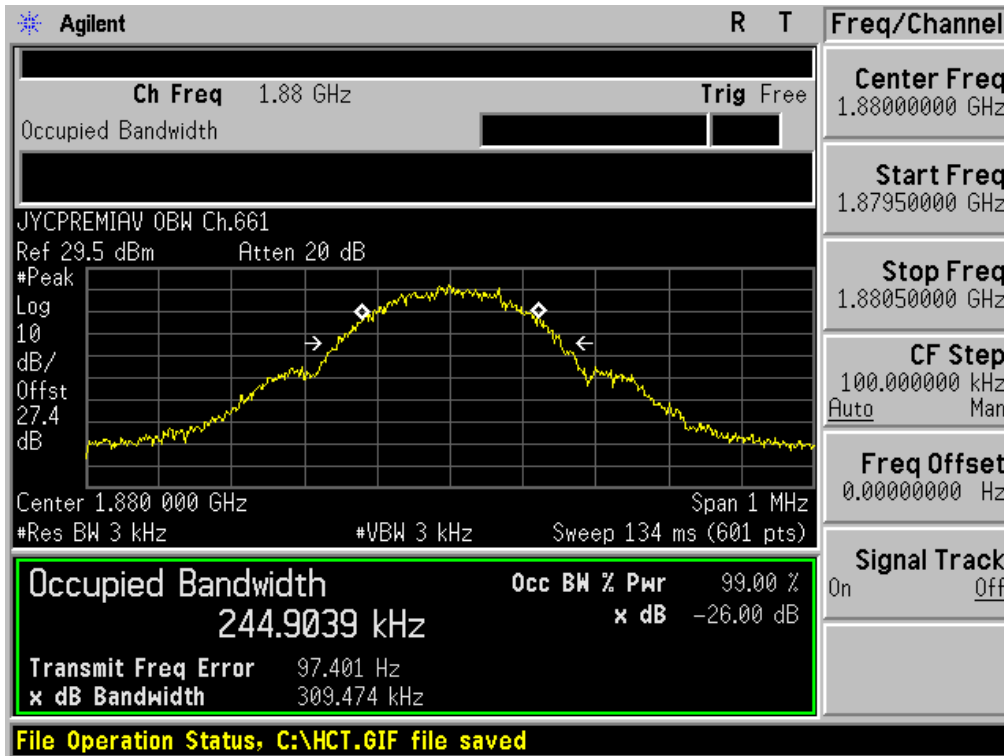 Agilent R T
Ch Freq 1.88 GHz Trig Free
Occupied Bandwidth
JYCPREMIAV OBW Ch.661
Ref 29.5 dBm Atten 20 dB
#Peak
Log
10
dB/
Offst
27.4
dB
Center 1.880 000 GHz Span 1 MHz
#Res BW 3 kHz #VBW 3 kHz Sweep 134 ms (601 pts)
Occupied Bandwidth Occ BW % Pwr 99.00 %
244.9039 kHz x dB -26.00 dB
Transmit Freq Error 97.401 Hz
x dB Bandwidth 309.474 kHz
File Operation Status, C:\HCT.GIF file saved
Freq/Channel
Center Freq
1.88000000 GHz
Start Freq
1.87950000 GHz
Stop Freq
1.88050000 GHz
CF Step
100.000000 kHz
Auto Man
Freq Offset
0.00000000 Hz
Signal Track
On Off